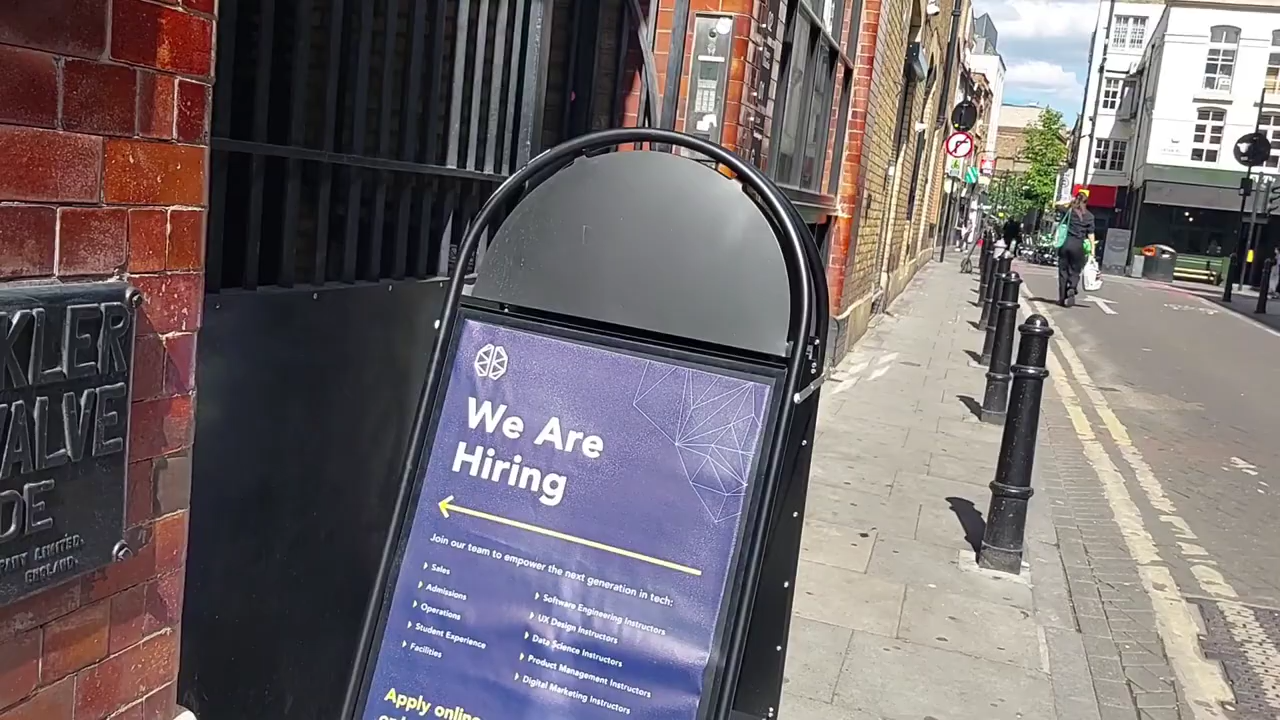 KLER
VALVE
DE
LIMITED.
ENGLAND.
We Are
Hiring
Join our team to empower the next generation in tech:
Sales
Admissions
Operations
Student Experience
Facilities
Software Engineering Instructors
UX Design Instructors
Data Science Instructors
Product Management Instructors
Digital Marketing Instructors
Apply online